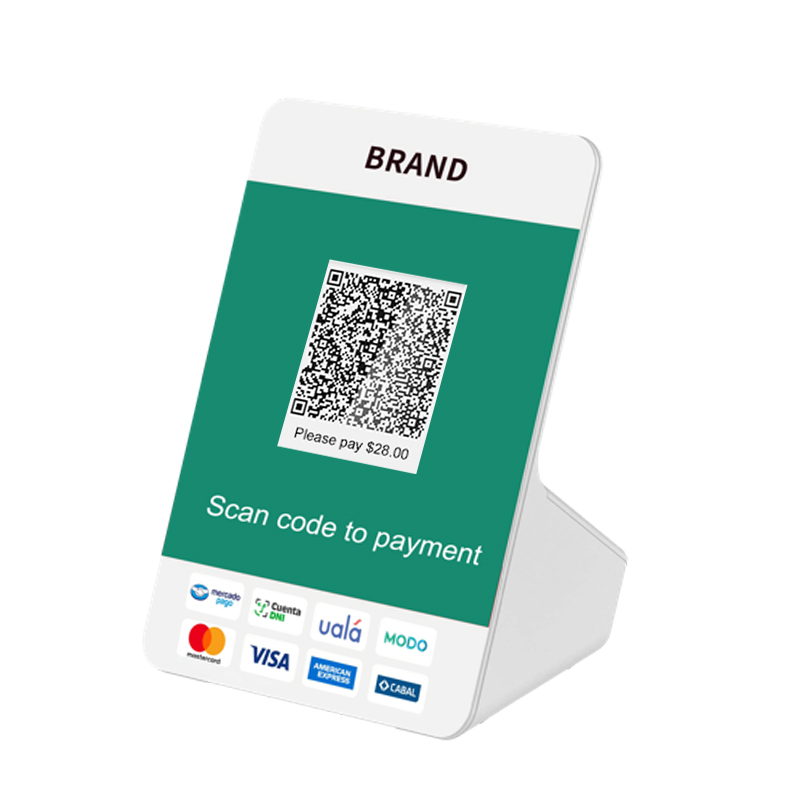 BRAND
Please pay $28.00
Scan code to payment
mercado
pago
Cuenta
DNI
ualá
MODO
mastercard
VISA
AMERICAN
EXPRESS
CABAL